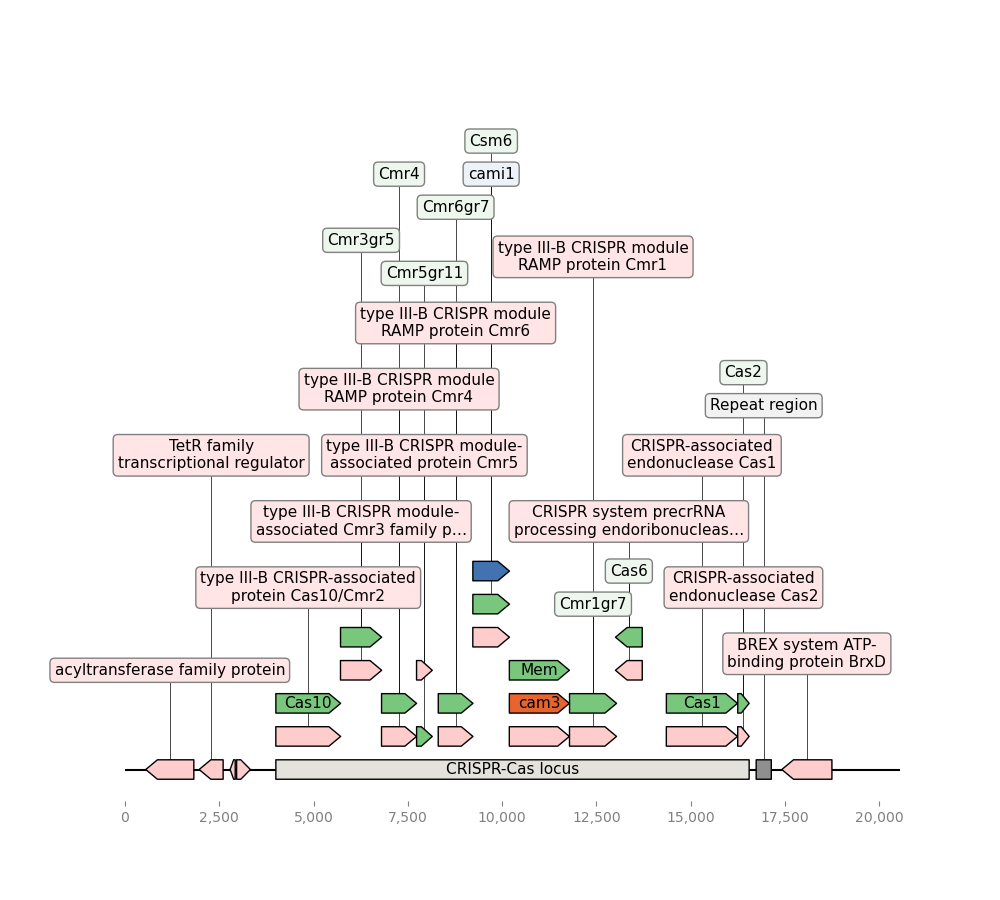 Csm6
Cmr4
cami1
Cmr6gr7
Cmr3gr5
type III-B CRISPR module
RAMP protein Cmr1
Cmr5gr11
type III-B CRISPR module
RAMP protein Cmr6
Cas2
type III-B CRISPR module
RAMP protein Cmr4
Repeat region
TetR family
transcriptional regulator
type III-B CRISPR module-
associated protein Cmr5
CRISPR-associated
endonuclease Cas1
type III-B CRISPR module-
associated Cmr3 family p...
CRISPR system precrRNA
processing endoribonucleas...
Cas6
type III-B CRISPR-associated
protein Cas10/Cmr2
Cmr1gr7
CRISPR-associated
endonuclease Cas2
BREX system ATP-
binding protein BrxD
acyltransferase family protein
Mem
Cas10
cam3
Cas1
CRISPR-Cas locus
0 2,500 5,000 7,500 10,000 12,500 15,000 17,500 20,000